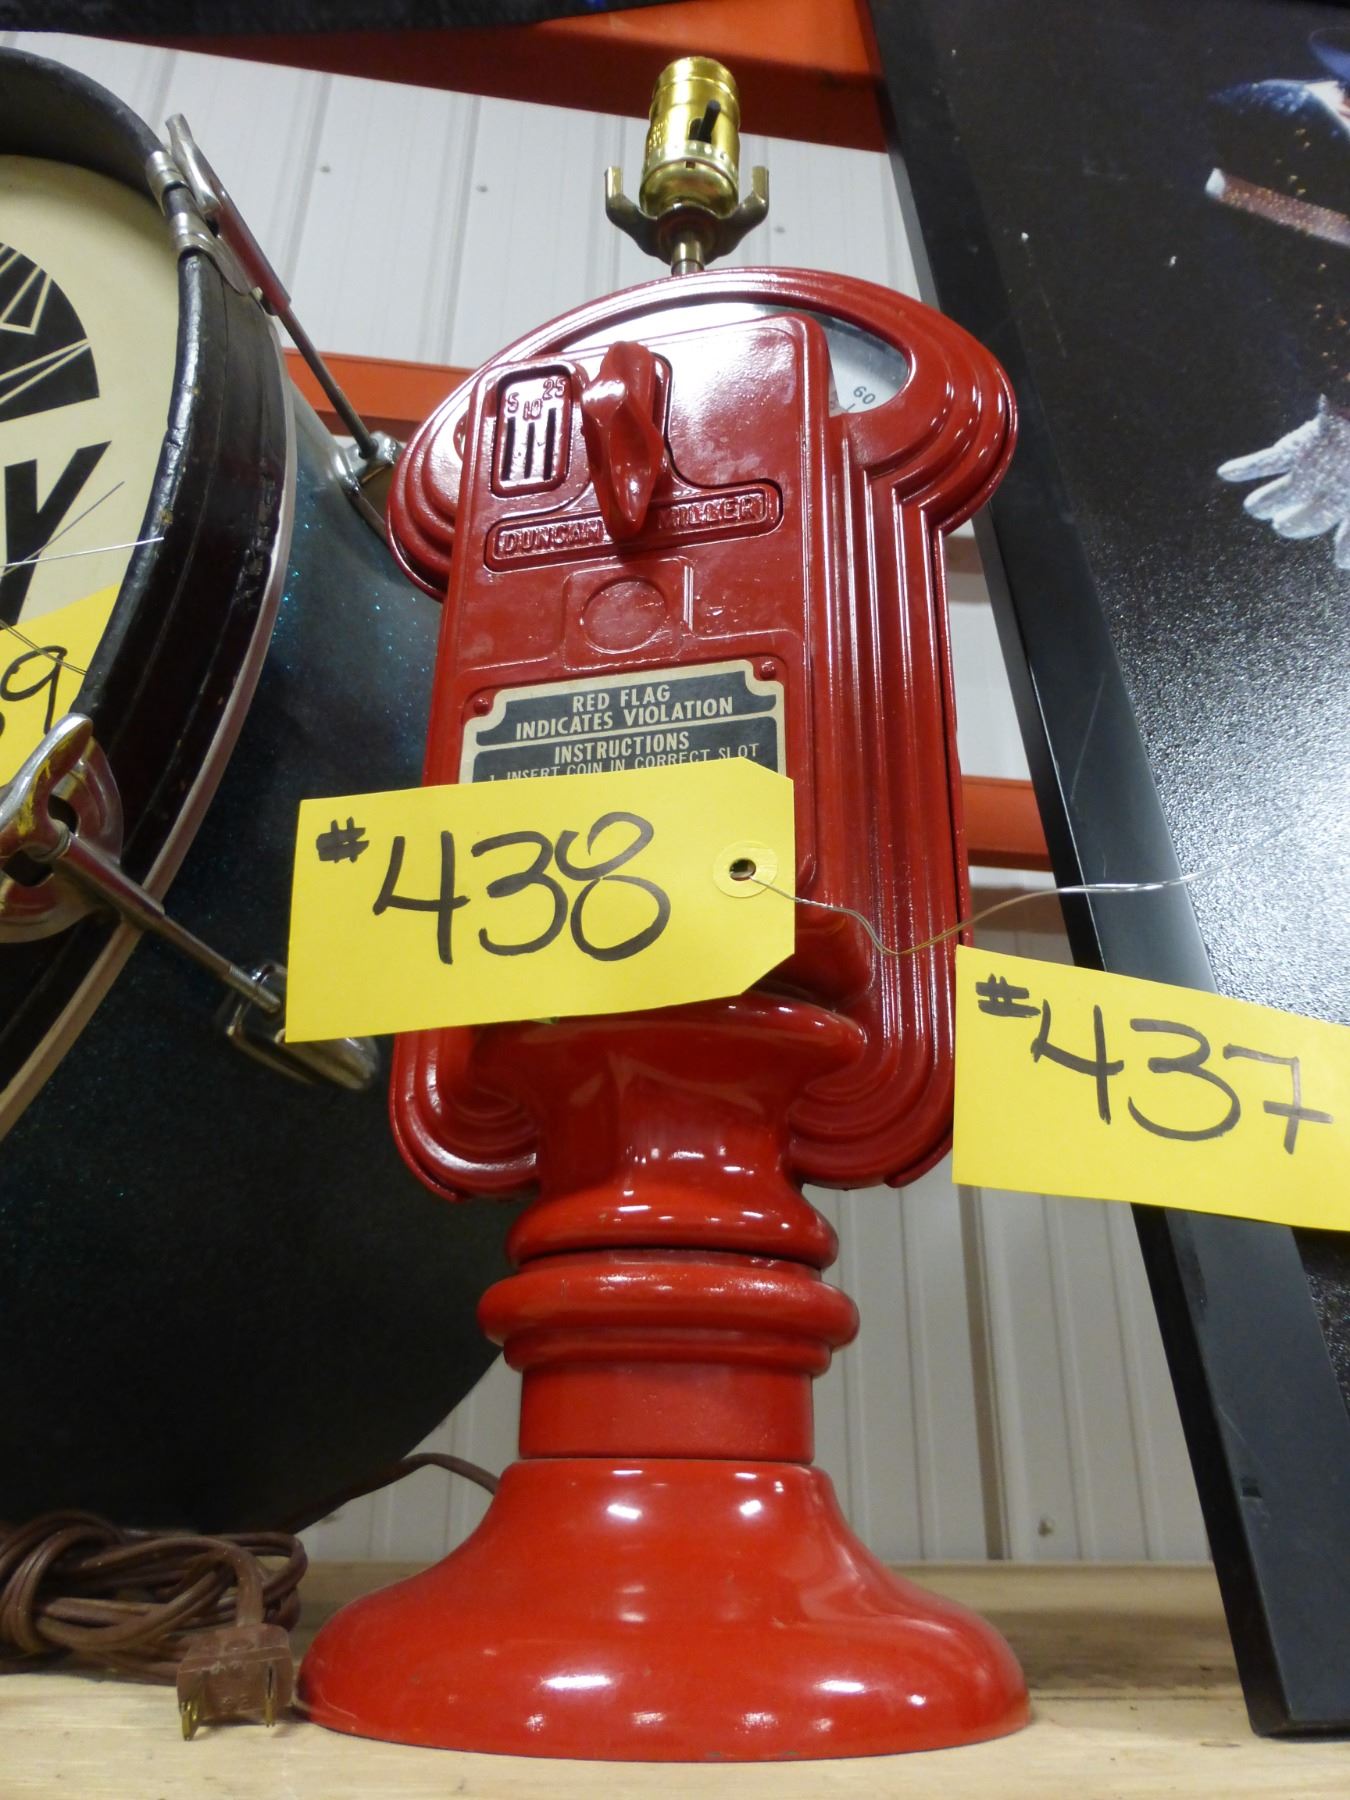 60
5 10 25
DUNCAN MILLER
RED FLAG
INDICATES VIOLATION
INSTRUCTIONS
1. INSERT COIN IN CORRECT SLOT
#438
#437
9
Y